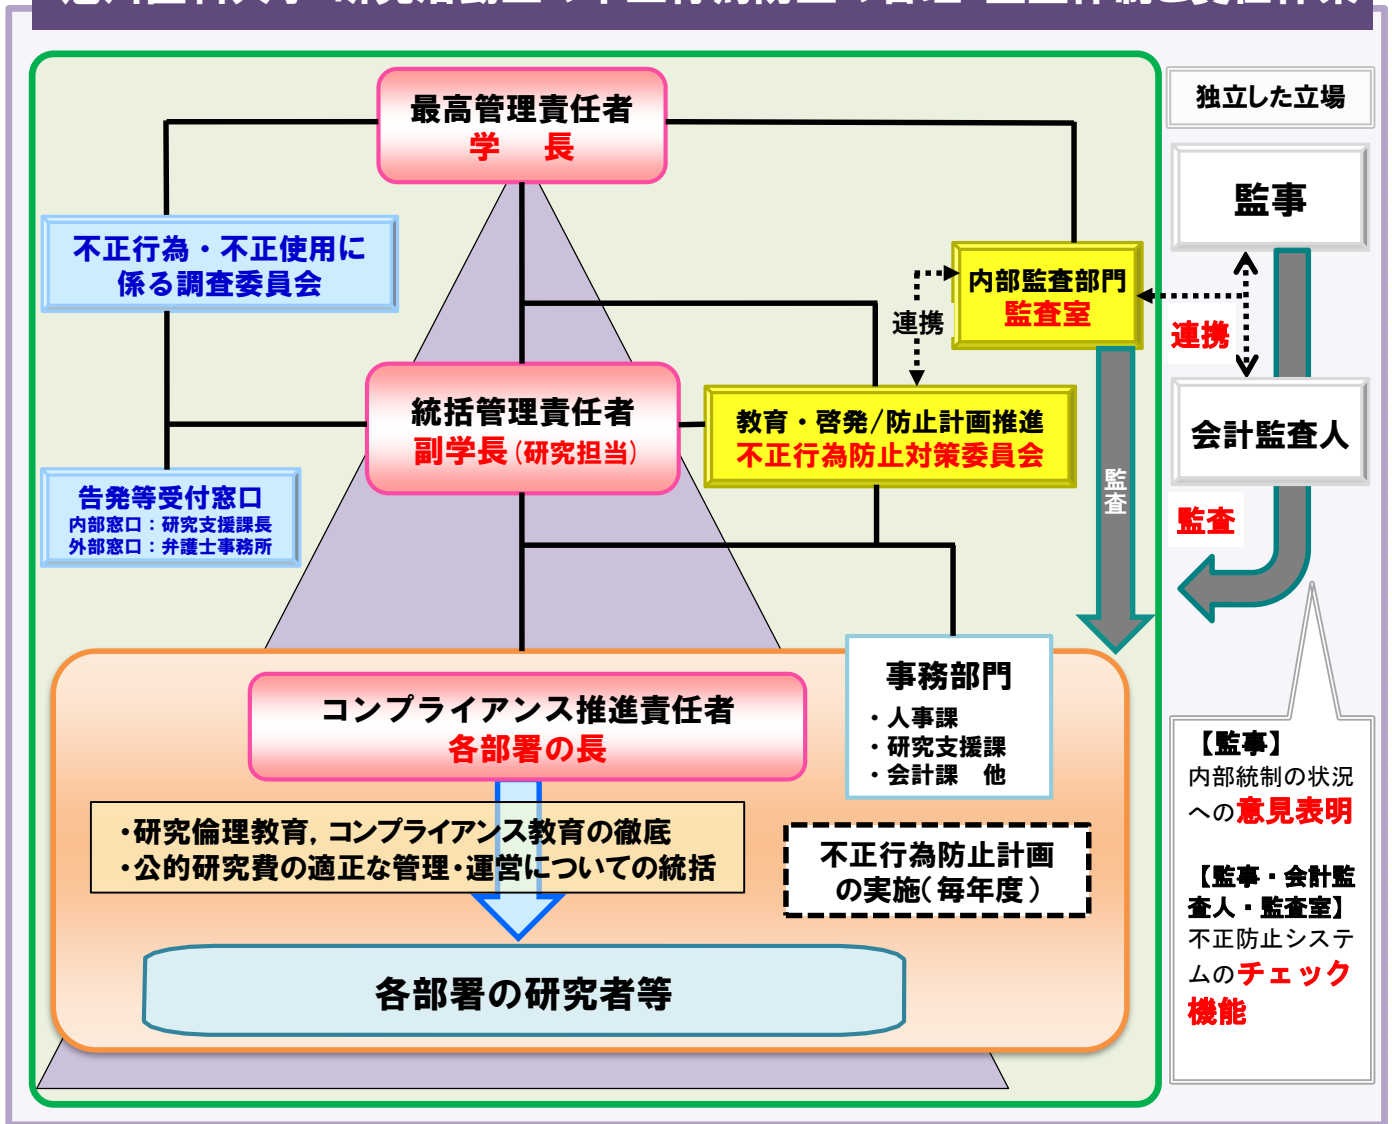 最高管理責任者
学　長
独立した立場
監事
不正行為・不正使用に
係る調査委員会
内部監査部門
監査室
連携
連携
統括管理責任者
副学長（研究担当）
教育・啓発/防止計画推進
不正行為防止対策委員会
会計監査人
監査
監査
告発等受付窓口
内部窓口：研究支援課長
外部窓口：弁護士事務所
コンプライアンス推進責任者
各部署の長
事務部門
・人事課
・研究支援課
・会計課　他
・研究倫理教育，コンプライアンス教育の徹底
・公的研究費の適正な管理・運営についての統括
不正行為防止計画
の実施（毎年度）
各部署の研究者等
【監事】
内部統制の状況
への意見表明
【監事・会計監
査人・監査室】
不正防止システ
ムのチェック
機能